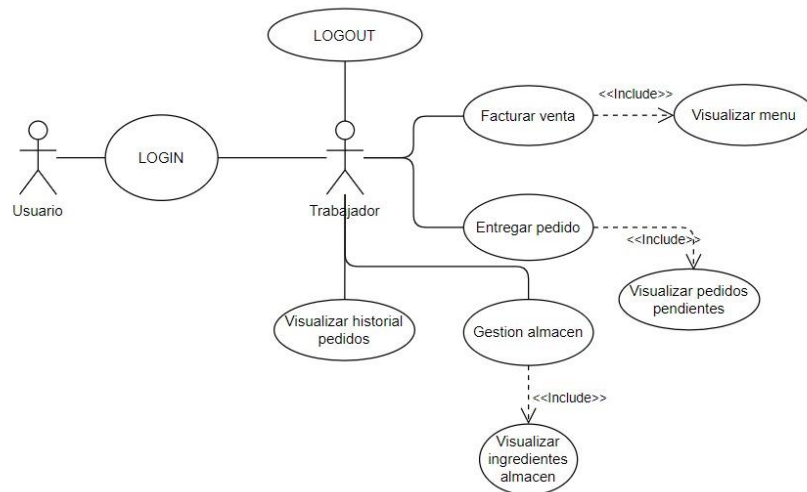 LOGOUT
Facturar venta
<<Include>>
Visualizar menu
LOGIN
Usuario
Trabajador
Entregar pedido
<<Include>>
Visualizar pedidos
pendientes
Visualizar historial
pedidos
Gestion almacen
<<Include>>
Visualizar
ingredientes
almacen